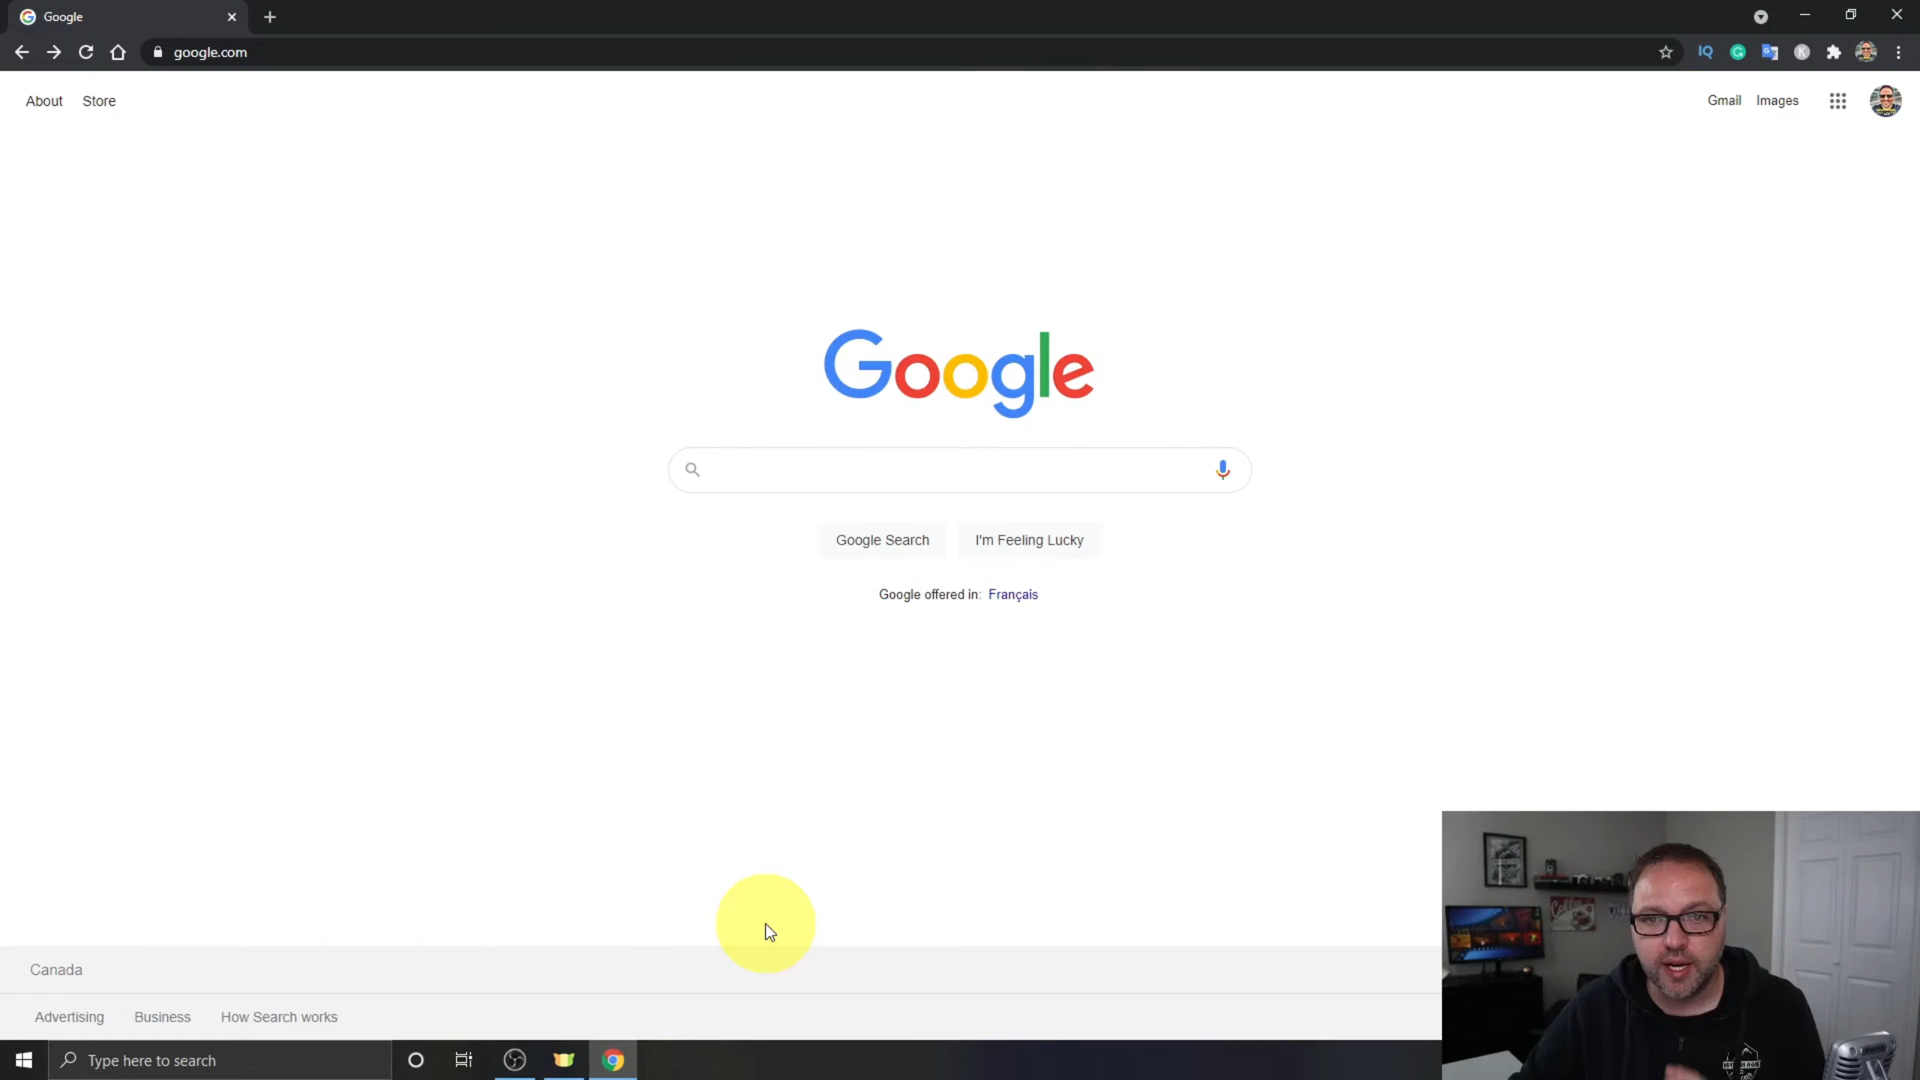 Google
google.com
IQ
About Store
Gmail Images
Google
Google Search I'm Feeling Lucky
Google offered in: Français
Canada
Advertising Business How Search works
Type here to search